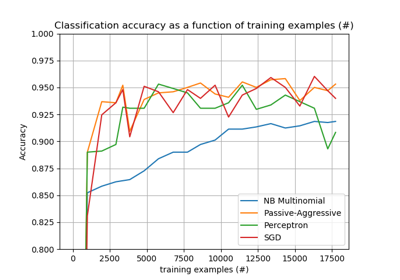 Classification accuracy as a function of training examples (#)
1.000
0.975
0.950
0.925
0.900
0.875
0.850
0.825
0.800
Accuracy
NB Multinomial
Passive-Aggressive
Perceptron
SGD
0 2500 5000 7500 10000 12500 15000 17500
training examples (#)